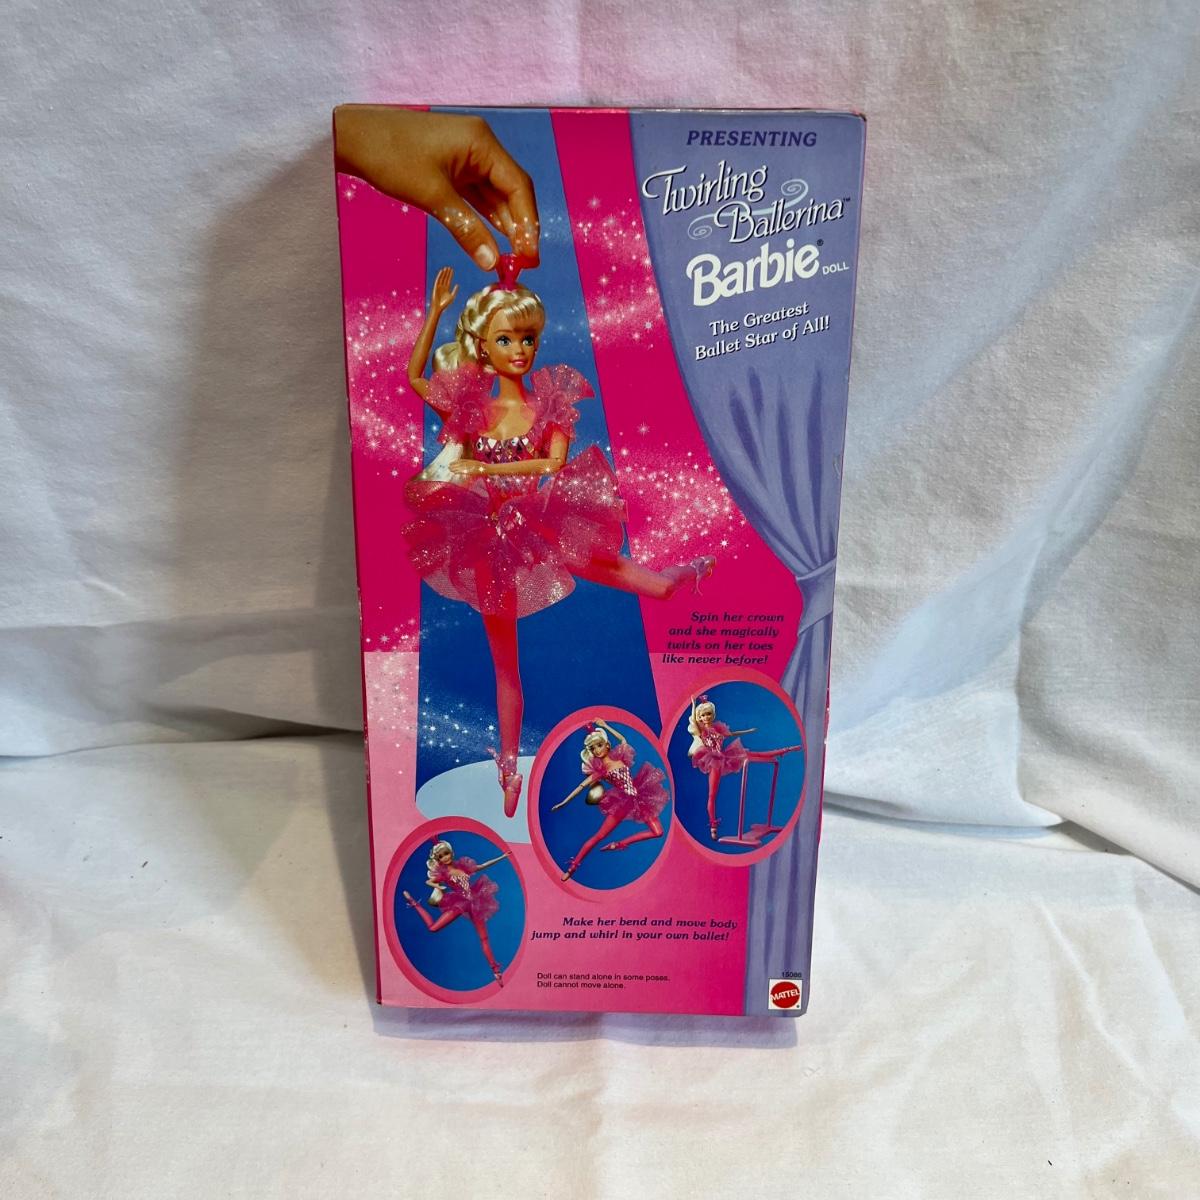 PRESENTING
Twirling
Ballerina™
Barbie® DOLL
The Greatest
Ballet Star of All!
Spin her crown
and she magically
twirls on her toes
like never before!
Make her bend and move body
jump and whirl in your own ballet!
Doll can stand alone in some poses.
Doll cannot move alone.
15086
MATTEL